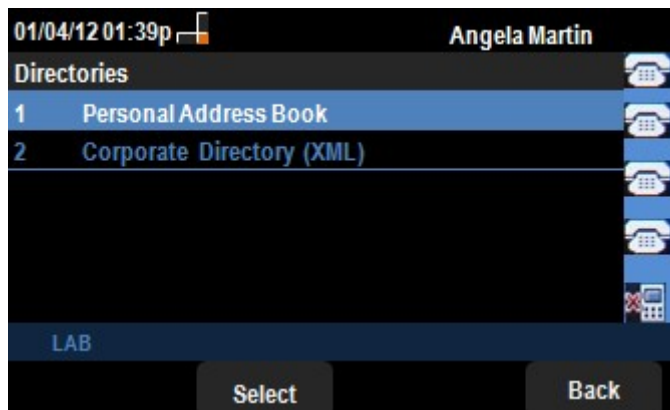 01/04/12 01:39p Angela Martin
Directories
1 Personal Address Book
2 Corporate Directory (XML)
LAB
Select Back